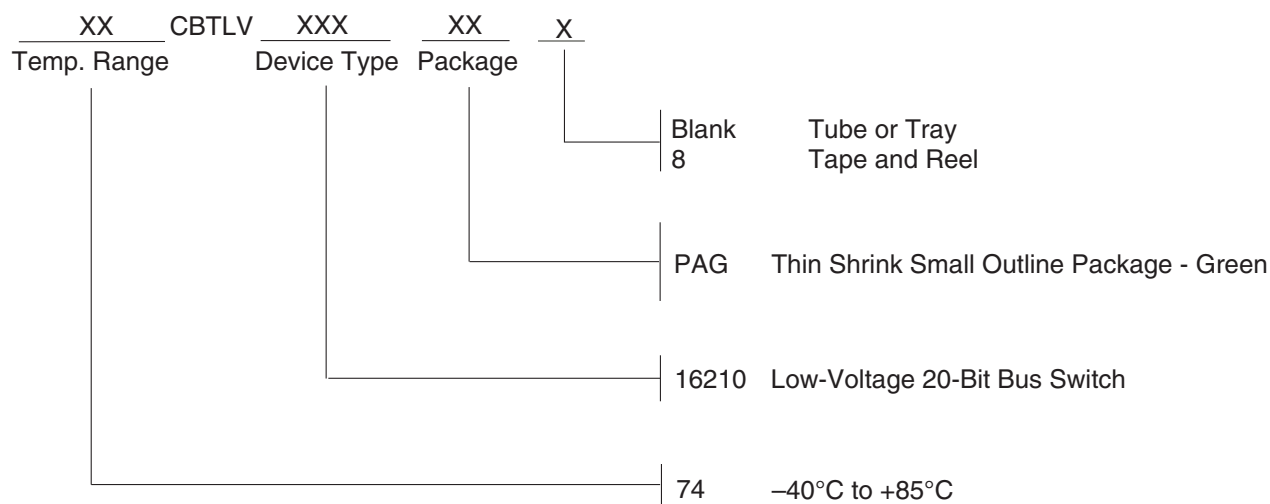 XX CBTLV XXX XX X
Temp. Range Device Type Package
Blank Tube or Tray
8 Tape and Reel
PAG Thin Shrink Small Outline Package - Green
16210 Low-Voltage 20-Bit Bus Switch
74 –40°C to +85°C